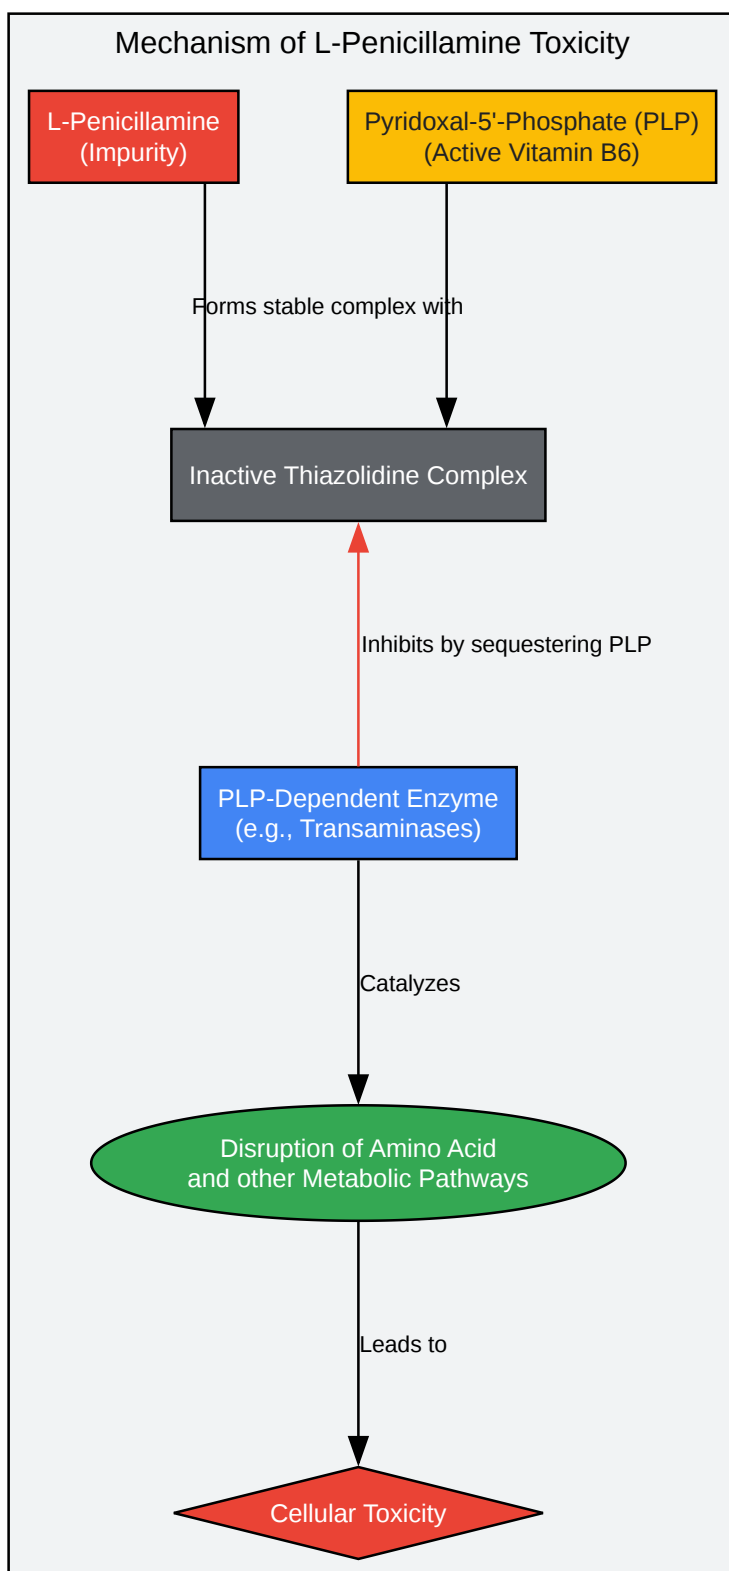 Mechanism of L-Penicillamine Toxicity
L-Penicillamine
(Impurity)
Pyridoxal-5'-Phosphate (PLP)
(Active Vitamin B6)
Forms stable complex with
Inactive Thiazolidine Complex
Inhibits by sequestering PLP
PLP-Dependent Enzyme
(e.g., Transaminases)
Catalyzes
Disruption of Amino Acid
and other Metabolic Pathways
Leads to
Cellular Toxicity